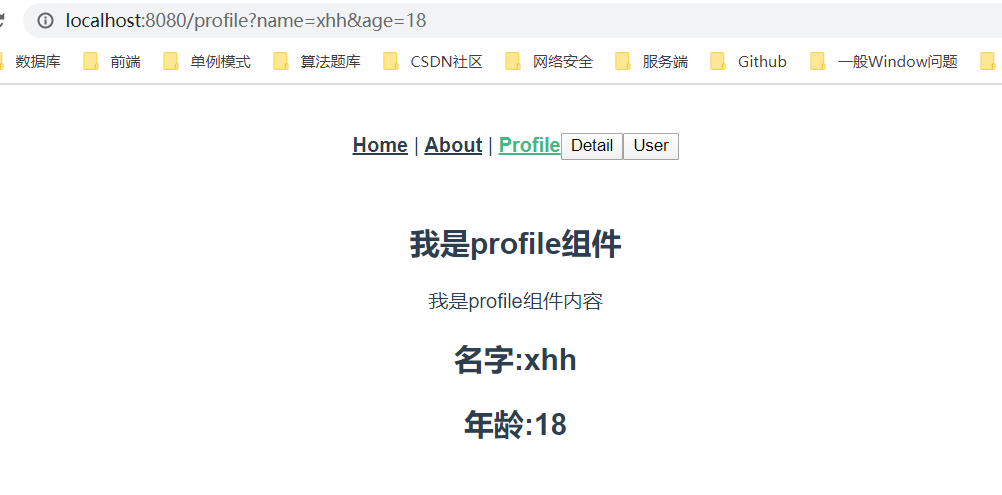 localhost:8080/profile?name=xhh&age=18
数据库 前端 单例模式 算法题库 CSDN社区 网络安全 服务端 Github 一般Window问题
Home | About | Profile Detail User
我是profile组件
我是profile组件内容
名字:xhh
年龄:18